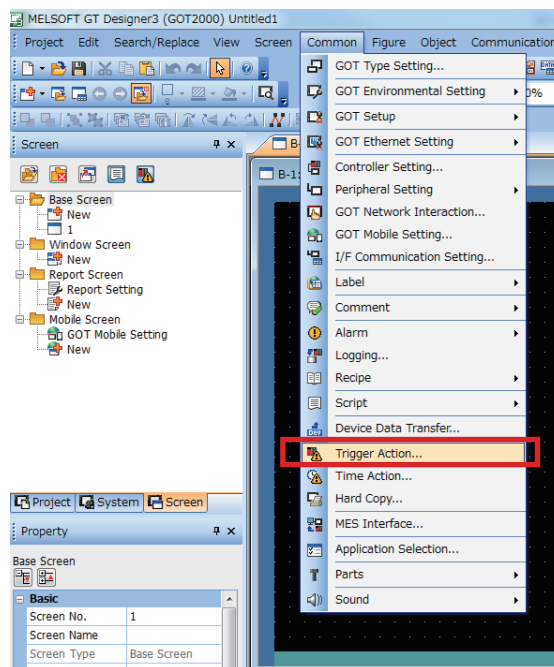 MELSOFT GT Designer3 (GOT2000) Untitled1
Project Edit Search/Replace View Screen Common Figure Object Communication
Screen
Base Screen
New
1
Window Screen
New
Report Screen
Report Setting
New
Mobile Screen
GOT Mobile Setting
New
Project System Screen
Property
Base Screen
Basic
Screen No. 1
Screen Name
Screen Type Base Screen
GOT Type Setting...
GOT Environmental Setting
GOT Setup
GOT Ethernet Setting
Controller Setting...
Peripheral Setting
GOT Network Interaction...
GOT Mobile Setting...
I/F Communication Setting...
Label
Comment
Alarm
Logging...
Recipe
Script
Device Data Transfer...
Trigger Action...
Time Action...
Hard Copy...
MES Interface...
Application Selection...
Parts
Sound
B-
B-1:
0%